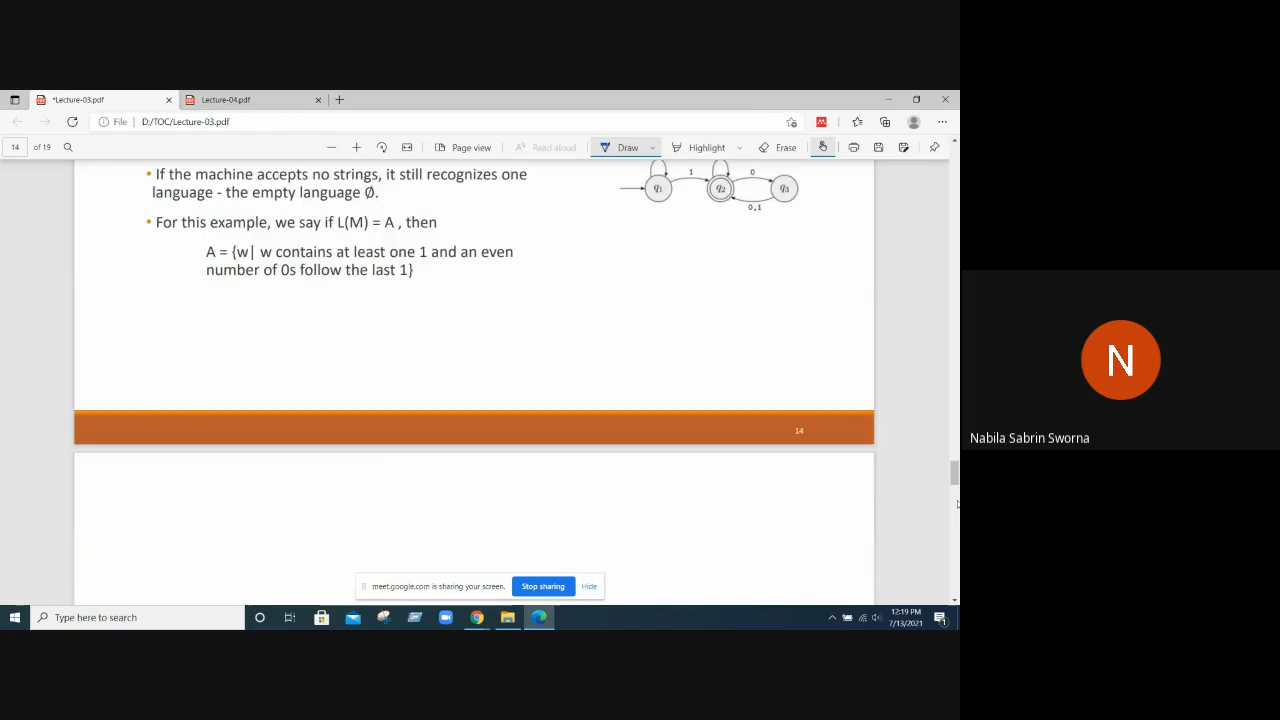 *Lecture-03.pdf
Lecture-04.pdf
File
D:/TOC/Lecture-03.pdf
14 of 19
Page view
Read aloud
Draw
Highlight
Erase
• If the machine accepts no strings, it still recognizes one
language - the empty language Ø.
• For this example, we say if L(M) = A , then
A = {w| w contains at least one 1 and an even
number of 0s follow the last 1}
1
0
q1
q2
q3
0,1
14
N
Nabila Sabrin Sworna
meet.google.com is sharing your screen.
Stop sharing
Hide
Type here to search
12:19 PM
7/13/2021
1